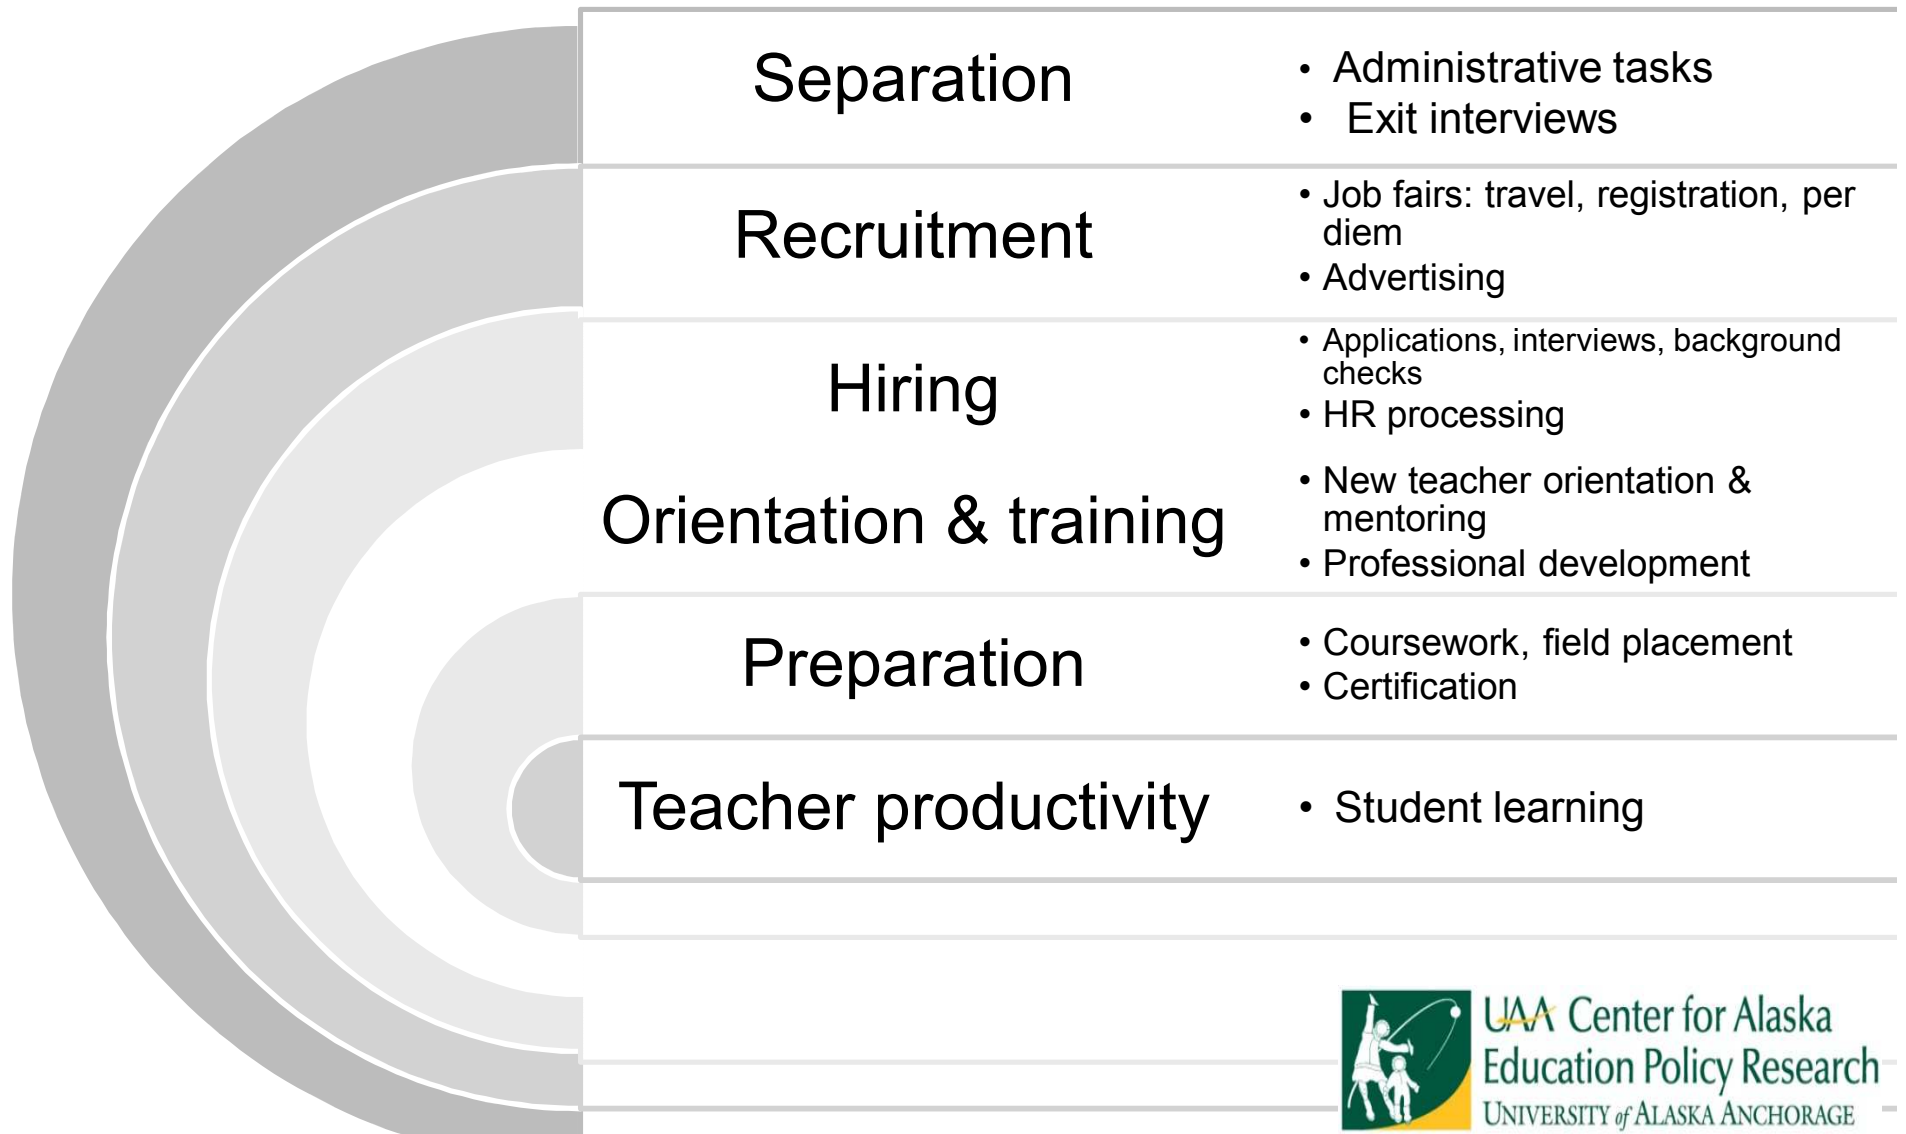 Separation
• Administrative tasks
• Exit interviews
Recruitment
• Job fairs: travel, registration, per
diem
• Advertising
Hiring
• Applications, interviews, background
checks
• HR processing
Orientation & training
• New teacher orientation &
mentoring
• Professional development
Preparation
• Coursework, field placement
• Certification
Teacher productivity
• Student learning
UAA Center for Alaska
Education Policy Research
UNIVERSITY of ALASKA ANCHORAGE